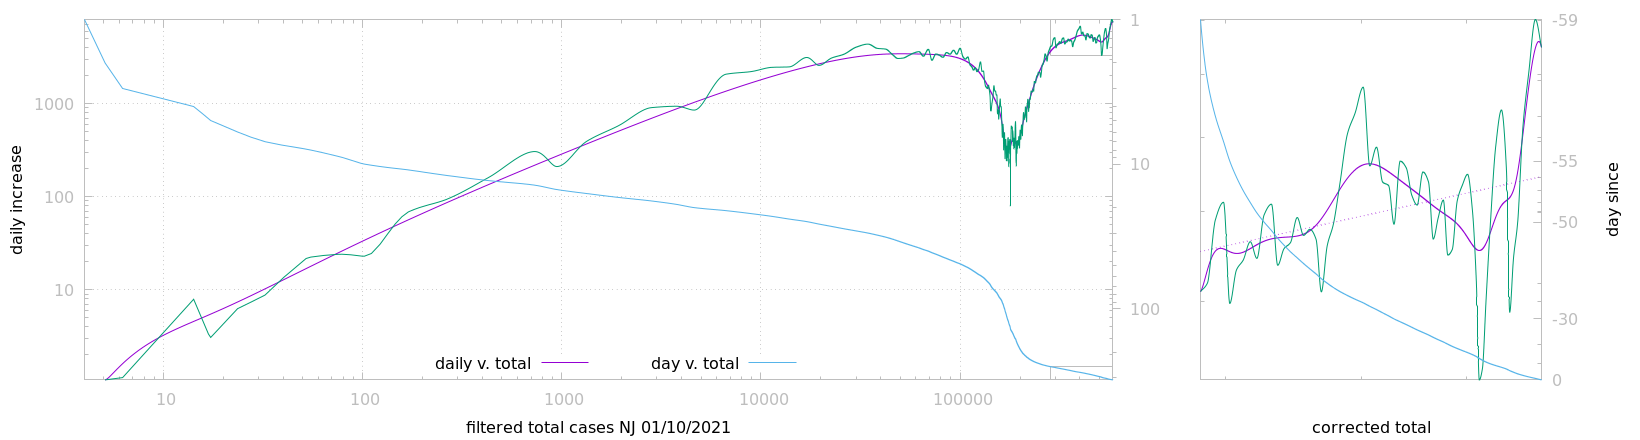 daily increase
1000
100
10
10
100
1000
10000
100000
1
10
100
daily v. total
day v. total
filtered total cases NJ 01/10/2021
-59
-55
-50
-30
0
day since
corrected total